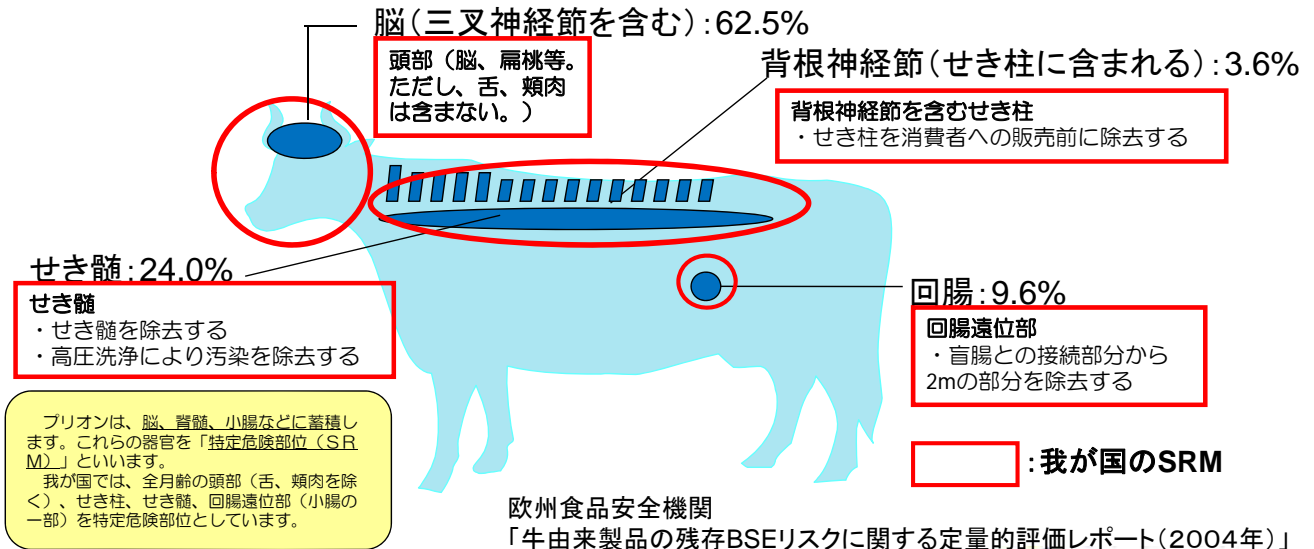 脳（三叉神経節を含む）：62.5%
頭部（脳、扁桃等。
ただし、舌、頬肉
は含まない。）
背根神経節（せき柱に含まれる）：3.6%
背根神経節を含むせき柱
・せき柱を消費者への販売前に除去する
せき髄：24.0%
せき髄
・せき髄を除去する
・高圧洗浄により汚染を除去する
回腸：9.6%
回腸遠位部
・盲腸との接続部分から
2mの部分を除去する
プリオンは、脳、脊髄、小腸などに蓄積し
ます。これらの器官を「特定危険部位（ＳＲ
Ｍ）」といいます。
我が国では、全月齢の頭部（舌、頬肉を除
く）、せき柱、せき髄、回腸遠位部（小腸の
一部）を特定危険部位としています。
：我が国のSRM
欧州食品安全機関
「牛由来製品の残存BSEリスクに関する定量的評価レポート（２００４年）」